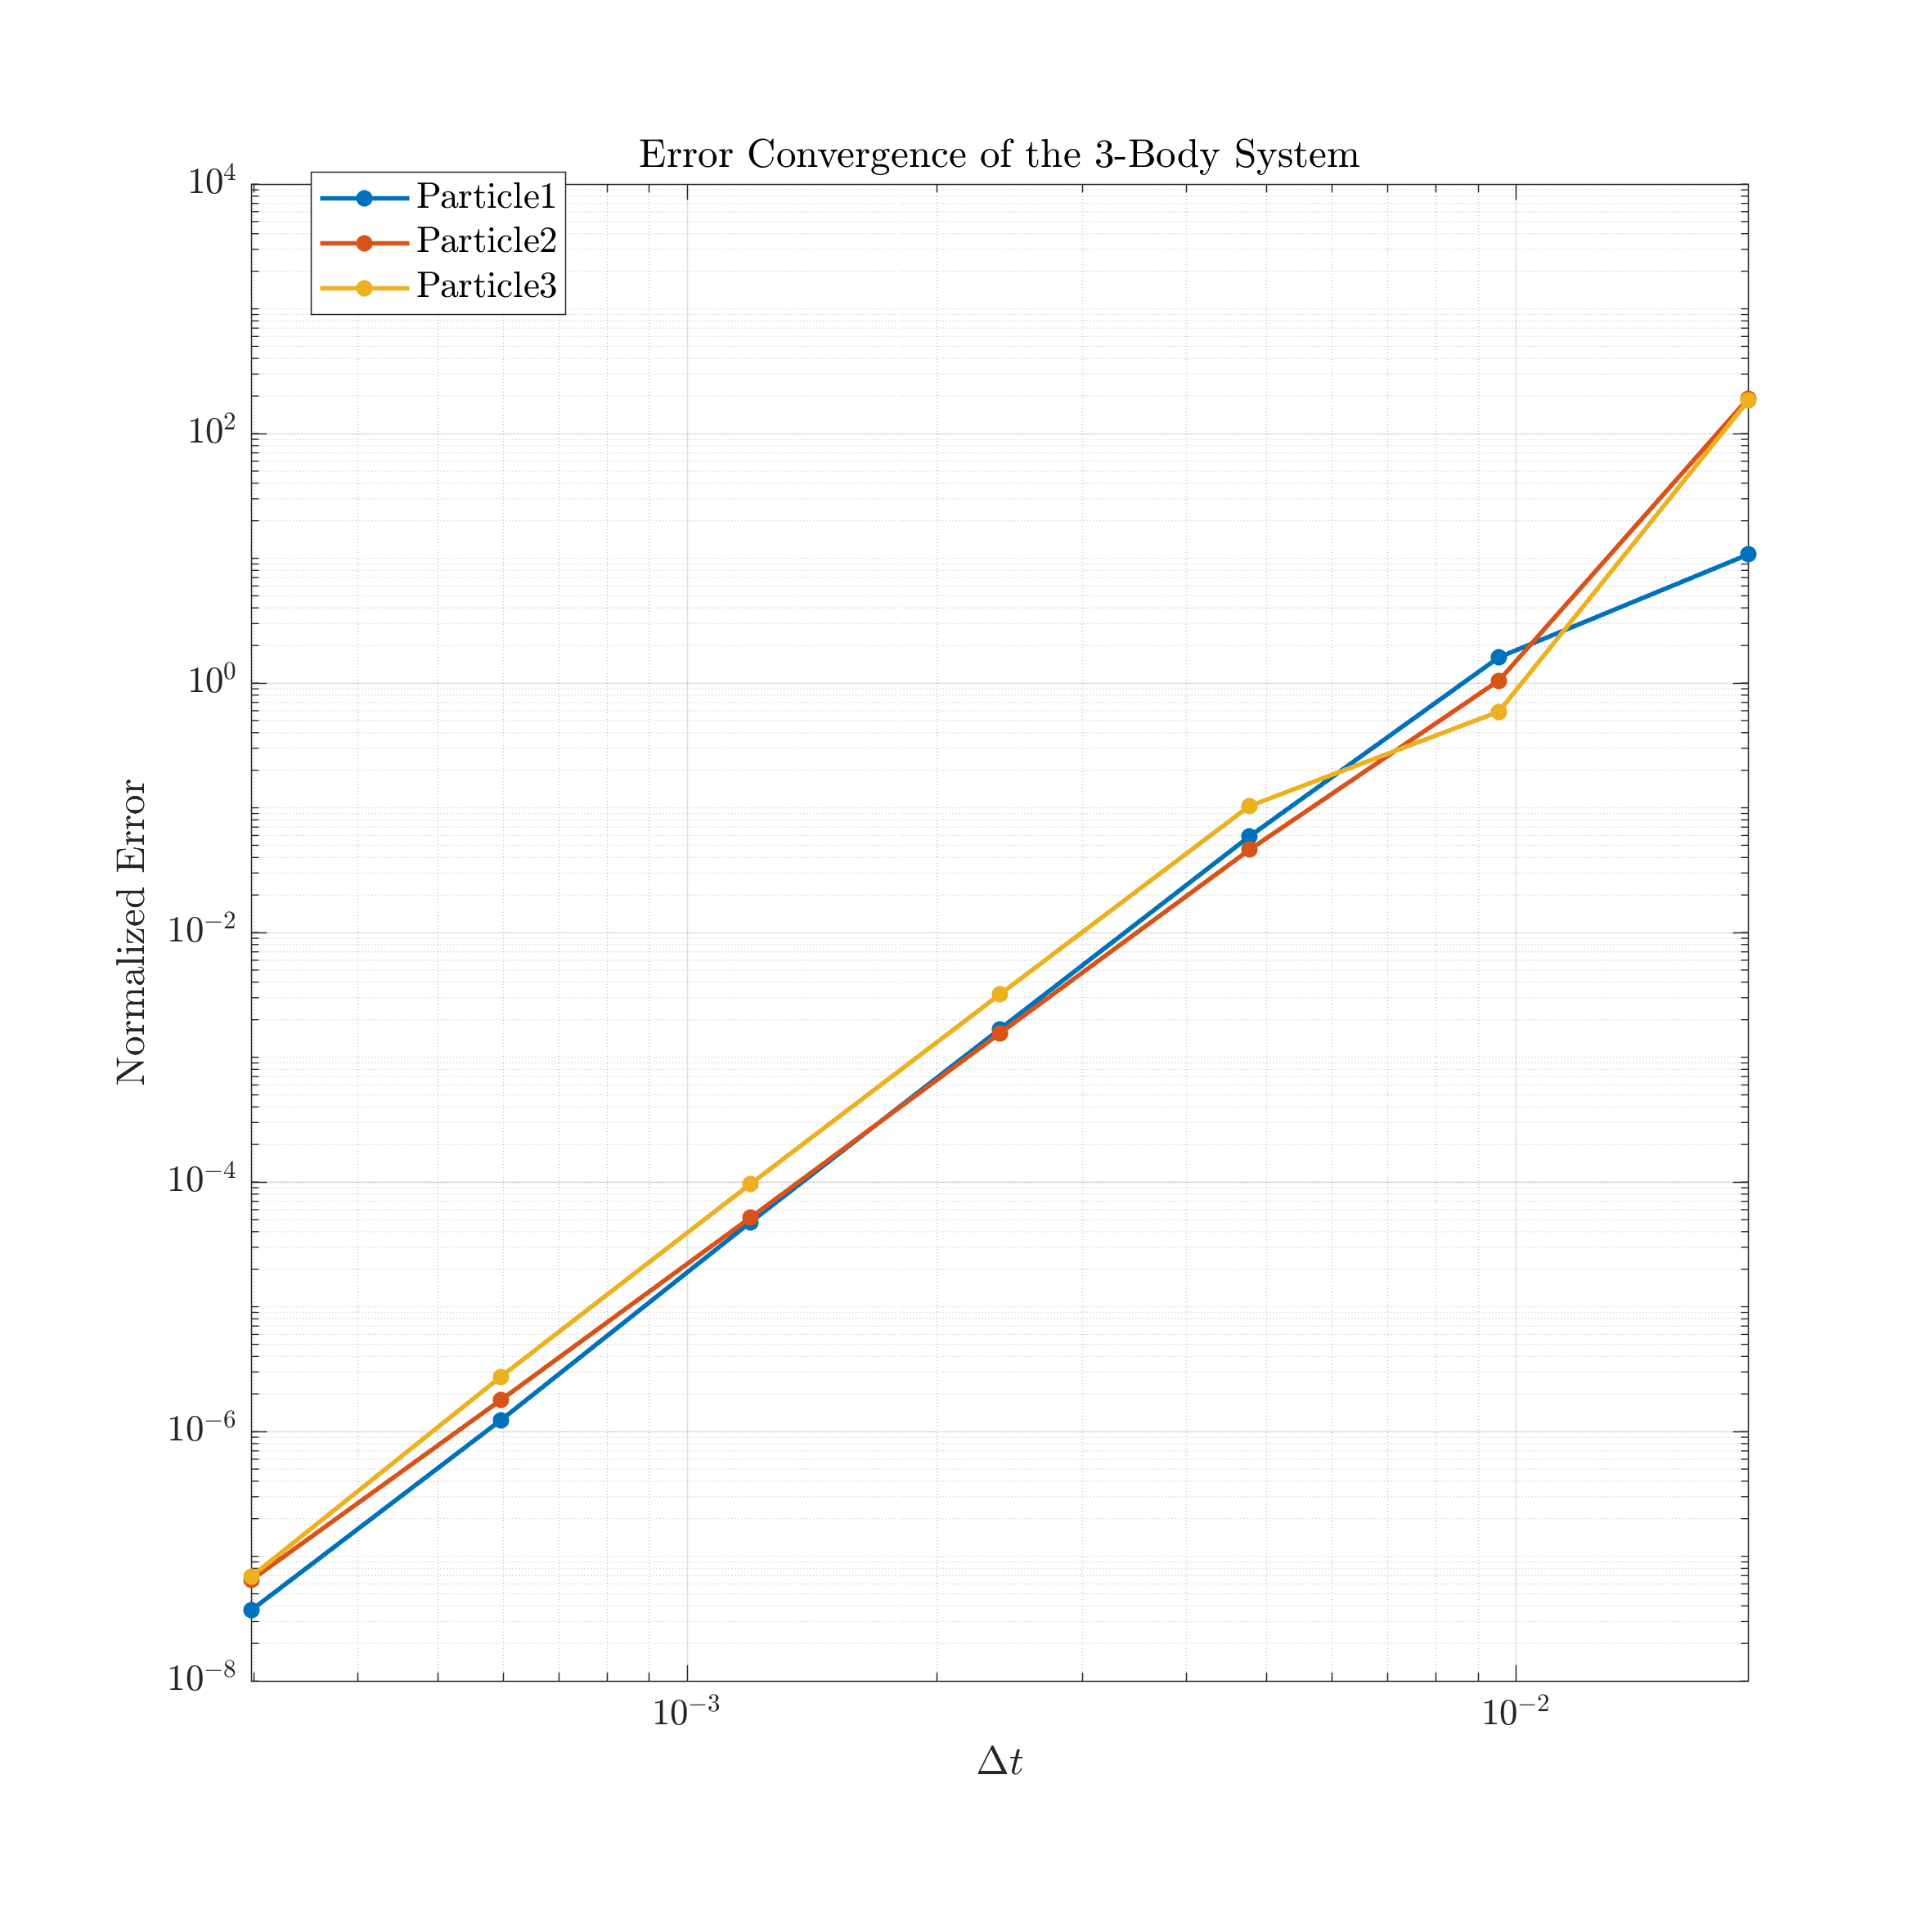 Error Convergence of the 3-Body System
Particle1
Particle2
Particle3
10^4
10^2
10^0
10^−2
10^−4
10^−6
10^−8
Normalized Error
10^−3
10^−2
Δt